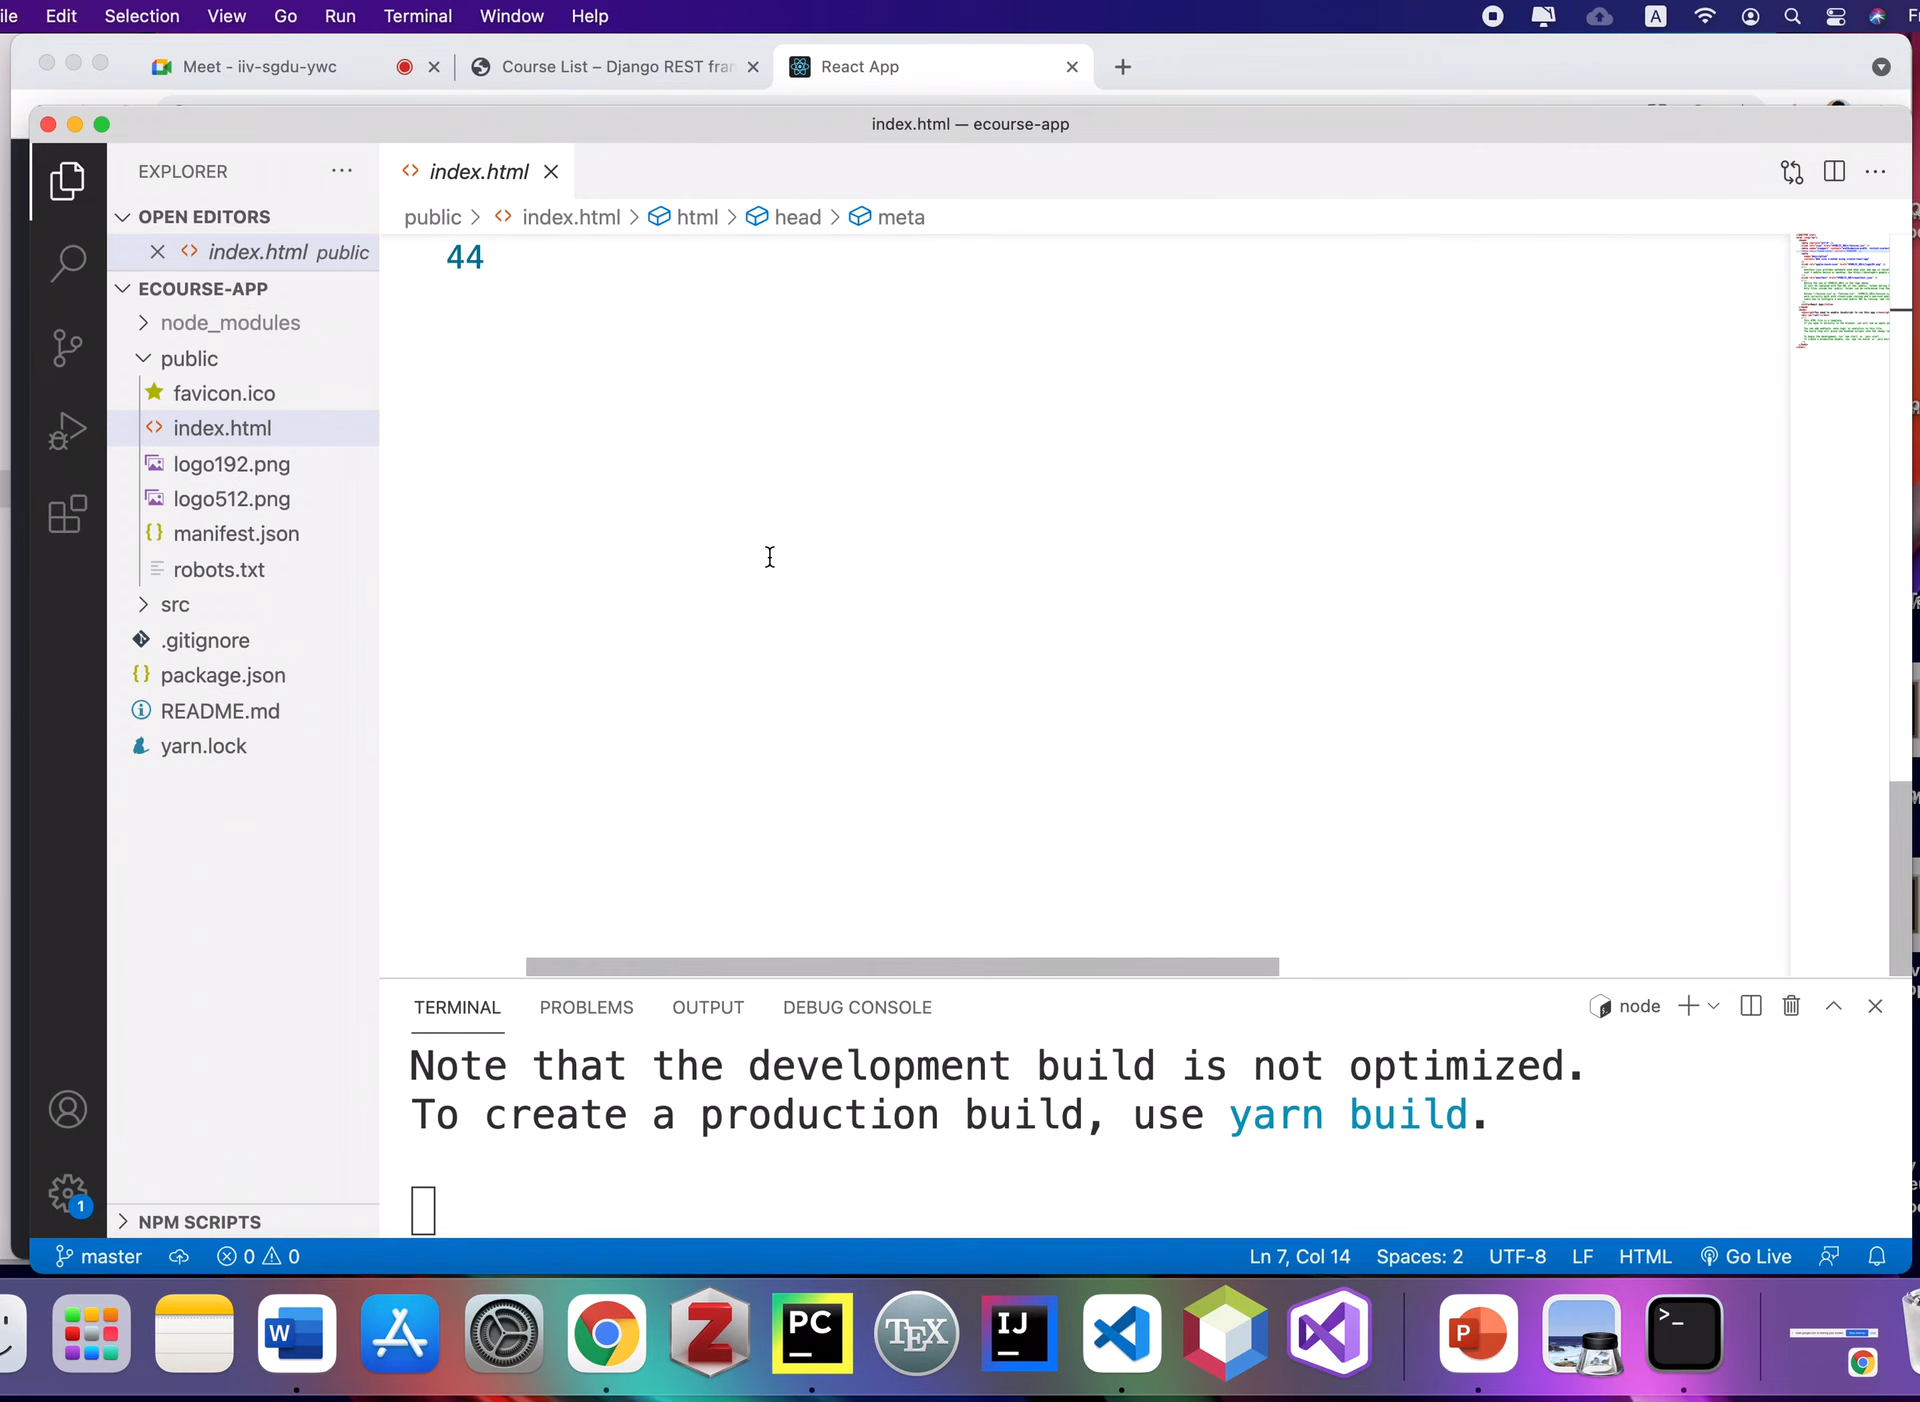 ile Edit Selection View Go Run Terminal Window Help A Fr
Meet - iiv-sgdu-ywc Course List – Django REST fran React App
index.html — ecourse-app
EXPLORER
index.html
OPEN EDITORS
public > index.html > html > head > meta
index.html public
44
ECOURSE-APP
node_modules
public
favicon.ico
index.html
logo192.png
logo512.png
manifest.json
robots.txt
src
.gitignore
package.json
README.md
yarn.lock
TERMINAL PROBLEMS OUTPUT DEBUG CONSOLE node
Note that the development build is not optimized.
To create a production build, use yarn build.
1
NPM SCRIPTS
master 0 0 Ln 7, Col 14 Spaces: 2 UTF-8 LF HTML Go Live
W Z PC TEX IJ P >_